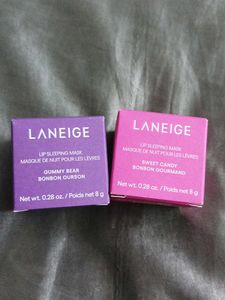 LANEIGE
LIP SLEEPING MASK
MASQUE DE NUIT POUR LES LÈVRES
GUMMY BEAR
BONBON OURSON
Net wt. 0.28 oz. / Poids net 8 g
LANEIGE
LIP SLEEPING MASK
MASQUE DE NUIT POUR LES LÈVRES
SWEET CANDY
BONBON GOURMAND
Net wt. 0.28 oz. / Poids net 8 g